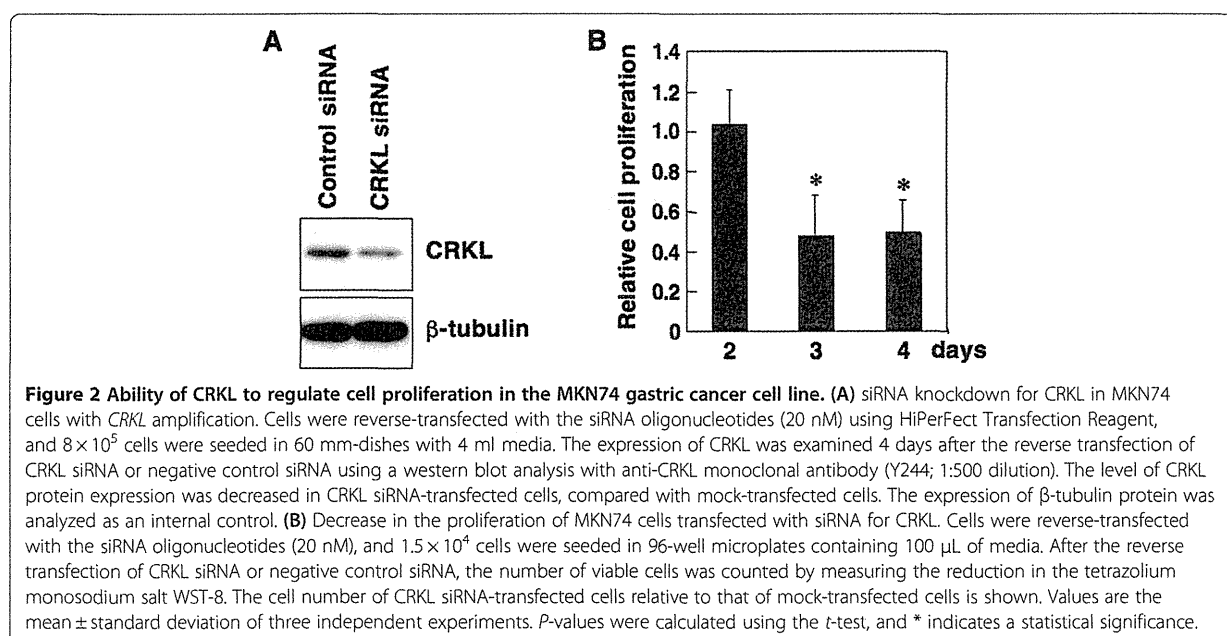 A
Control siRNA
CRKL siRNA
CRKL
β-tubulin
B
Relative cell proliferation
1.4
1.2
1.0
0.8
0.6
0.4
0.2
0
*
*
2 3 4 days
Figure 2 Ability of CRKL to regulate cell proliferation in the MKN74 gastric cancer cell line. (A) siRNA knockdown for CRKL in MKN74
cells with CRKL amplification. Cells were reverse-transfected with the siRNA oligonucleotides (20 nM) using HiPerFect Transfection Reagent,
and 8 × 10⁵ cells were seeded in 60 mm-dishes with 4 ml media. The expression of CRKL was examined 4 days after the reverse transfection of
CRKL siRNA or negative control siRNA using a western blot analysis with anti-CRKL monoclonal antibody (Y244; 1:500 dilution). The level of CRKL
protein expression was decreased in CRKL siRNA-transfected cells, compared with mock-transfected cells. The expression of β-tubulin protein was
analyzed as an internal control. (B) Decrease in the proliferation of MKN74 cells transfected with siRNA for CRKL. Cells were reverse-transfected
with the siRNA oligonucleotides (20 nM), and 1.5 × 10⁴ cells were seeded in 96-well microplates containing 100 μL of media. After the reverse
transfection of CRKL siRNA or negative control siRNA, the number of viable cells was counted by measuring the reduction in the tetrazolium
monosodium salt WST-8. The cell number of CRKL siRNA-transfected cells relative to that of mock-transfected cells is shown. Values are the
mean ± standard deviation of three independent experiments. P-values were calculated using the t-test, and * indicates a statistical significance.